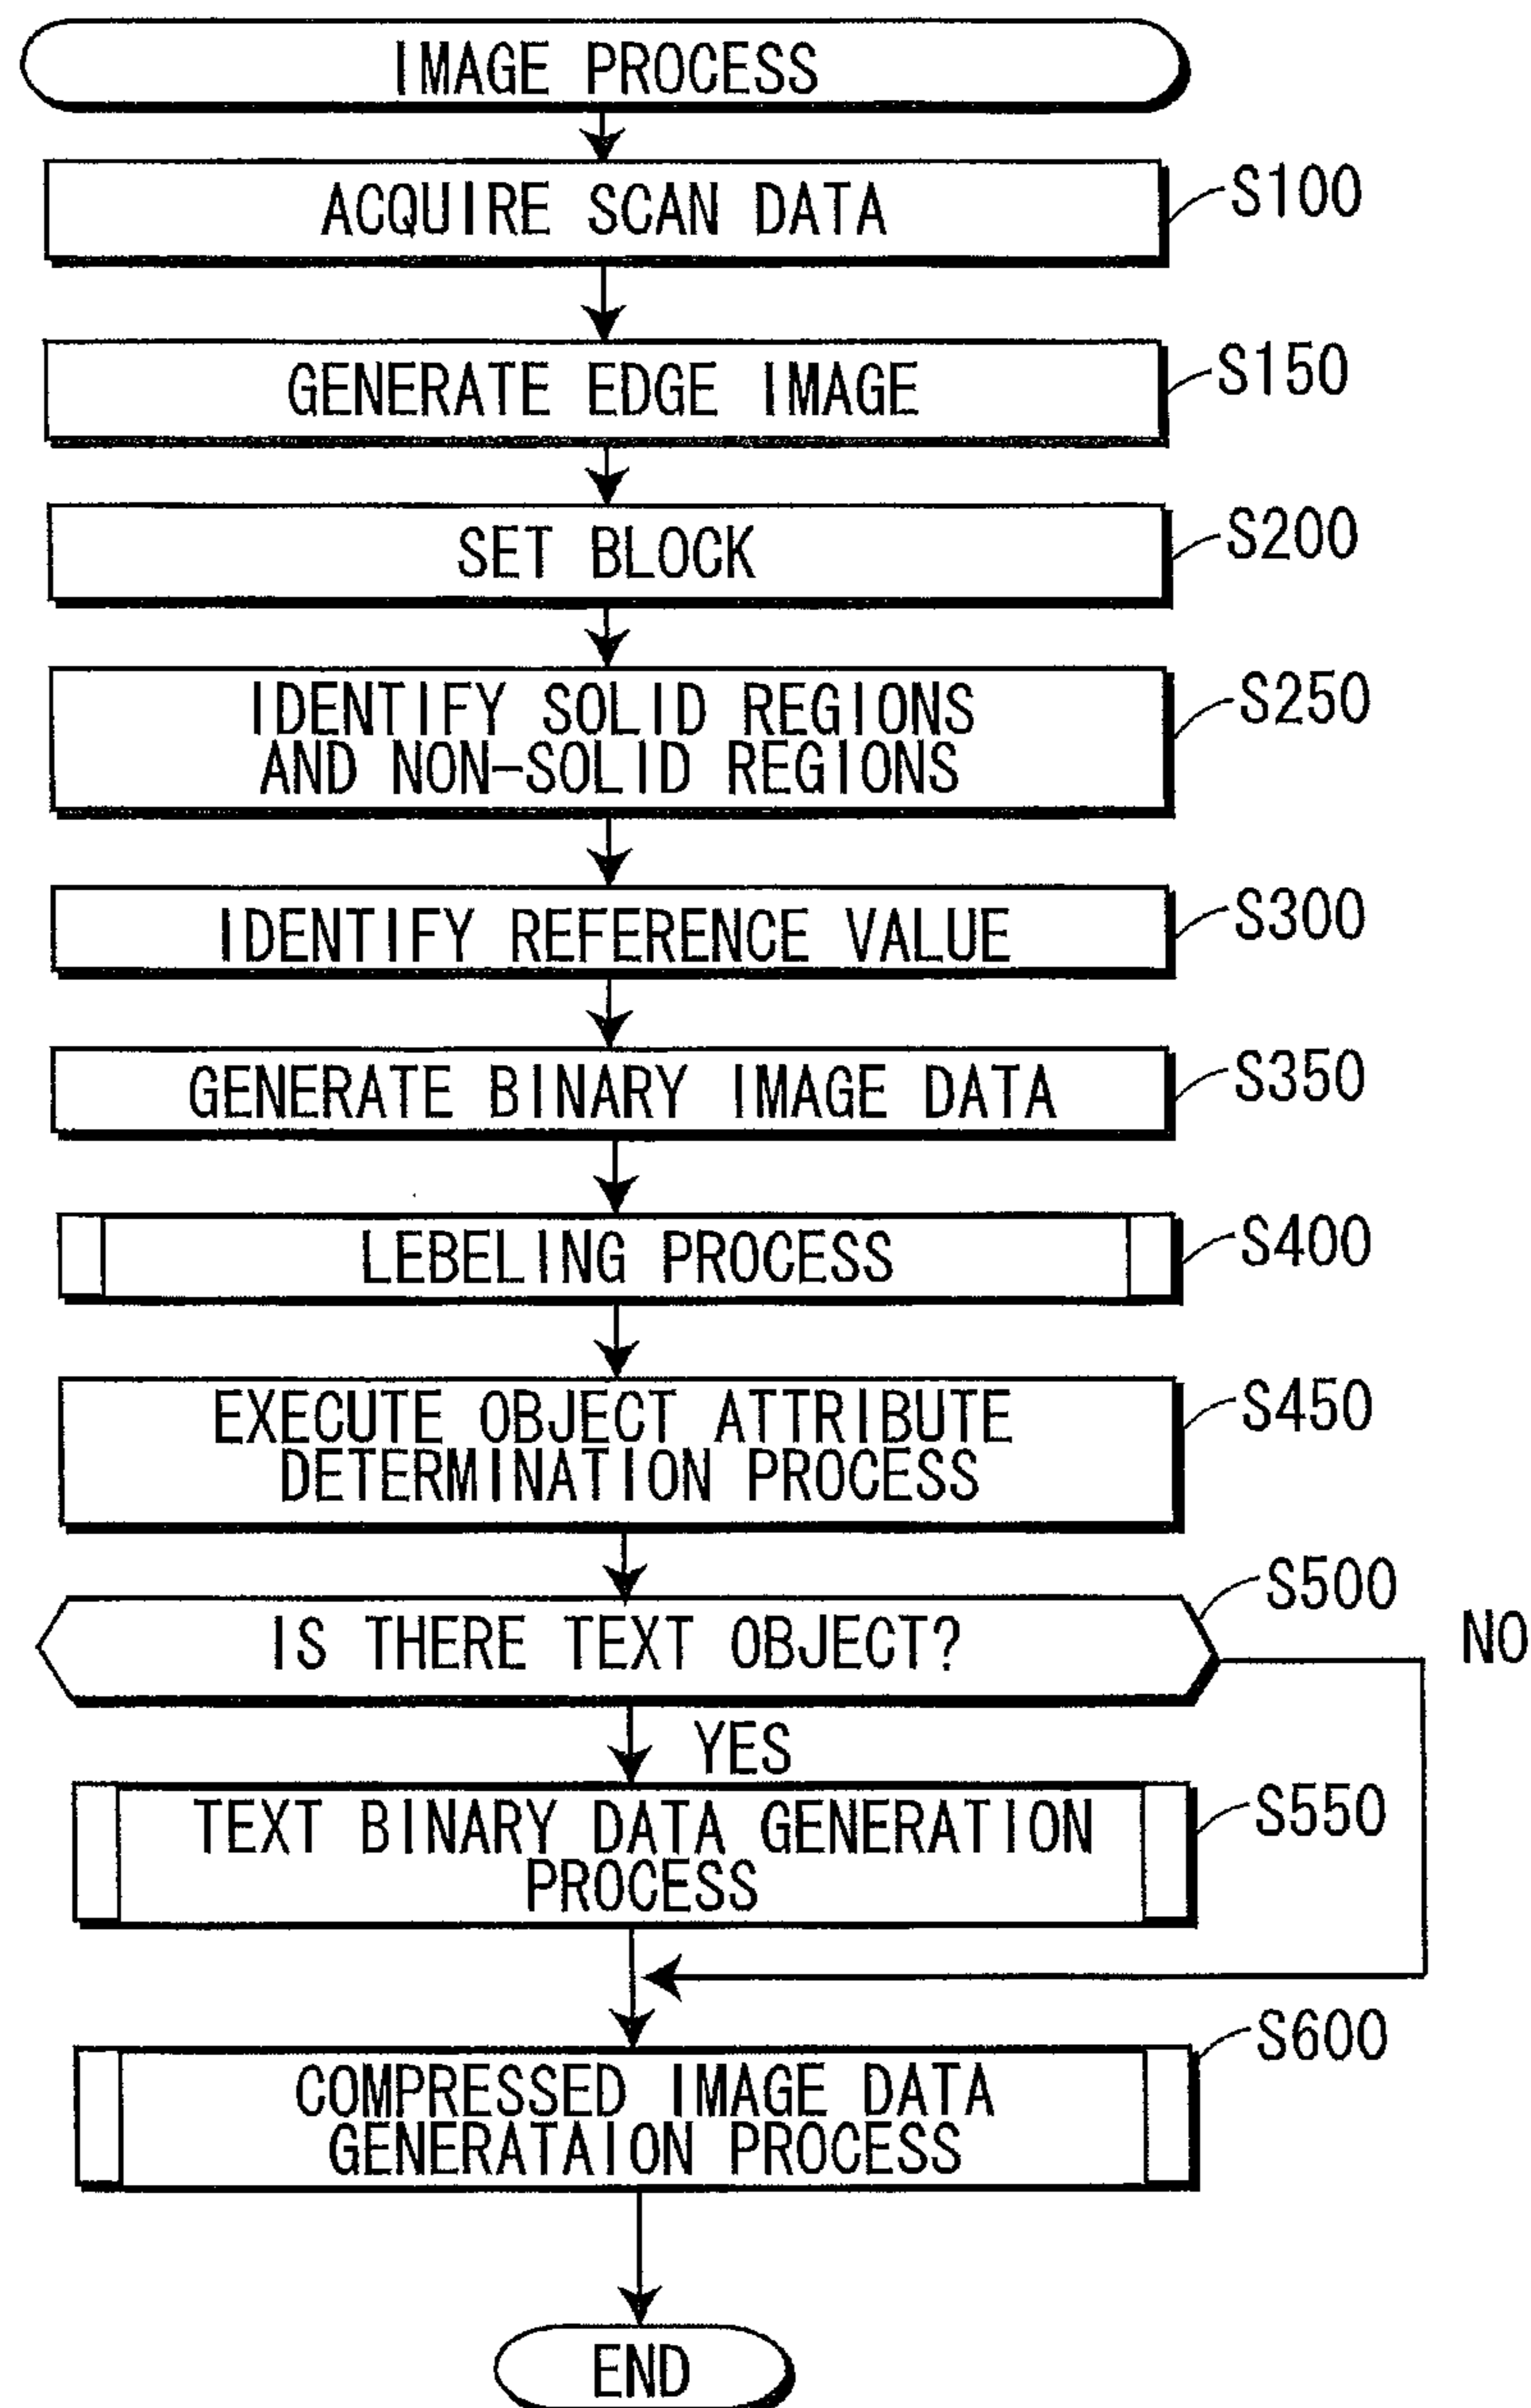 IMAGE PROCESS
ACQUIRE SCAN DATA
S100
GENERATE EDGE IMAGE
S150
SET BLOCK
S200
IDENTIFY SOLID REGIONS
AND NON-SOLID REGIONS
S250
IDENTIFY REFERENCE VALUE
S300
GENERATE BINARY IMAGE DATA
S350
LEBELING PROCESS
S400
EXECUTE OBJECT ATTRIBUTE
DETERMINATION PROCESS
S450
IS THERE TEXT OBJECT?
S500
NO
YES
TEXT BINARY DATA GENERATION
PROCESS
S550
COMPRESSED IMAGE DATA
GENERATAION PROCESS
S600
END